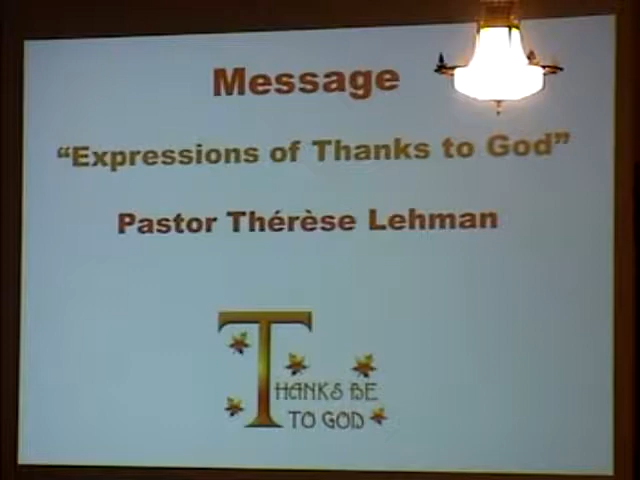 Message
“Expressions of Thanks to God”
Pastor Thérèse Lehman
THANKS BE
TO GOD